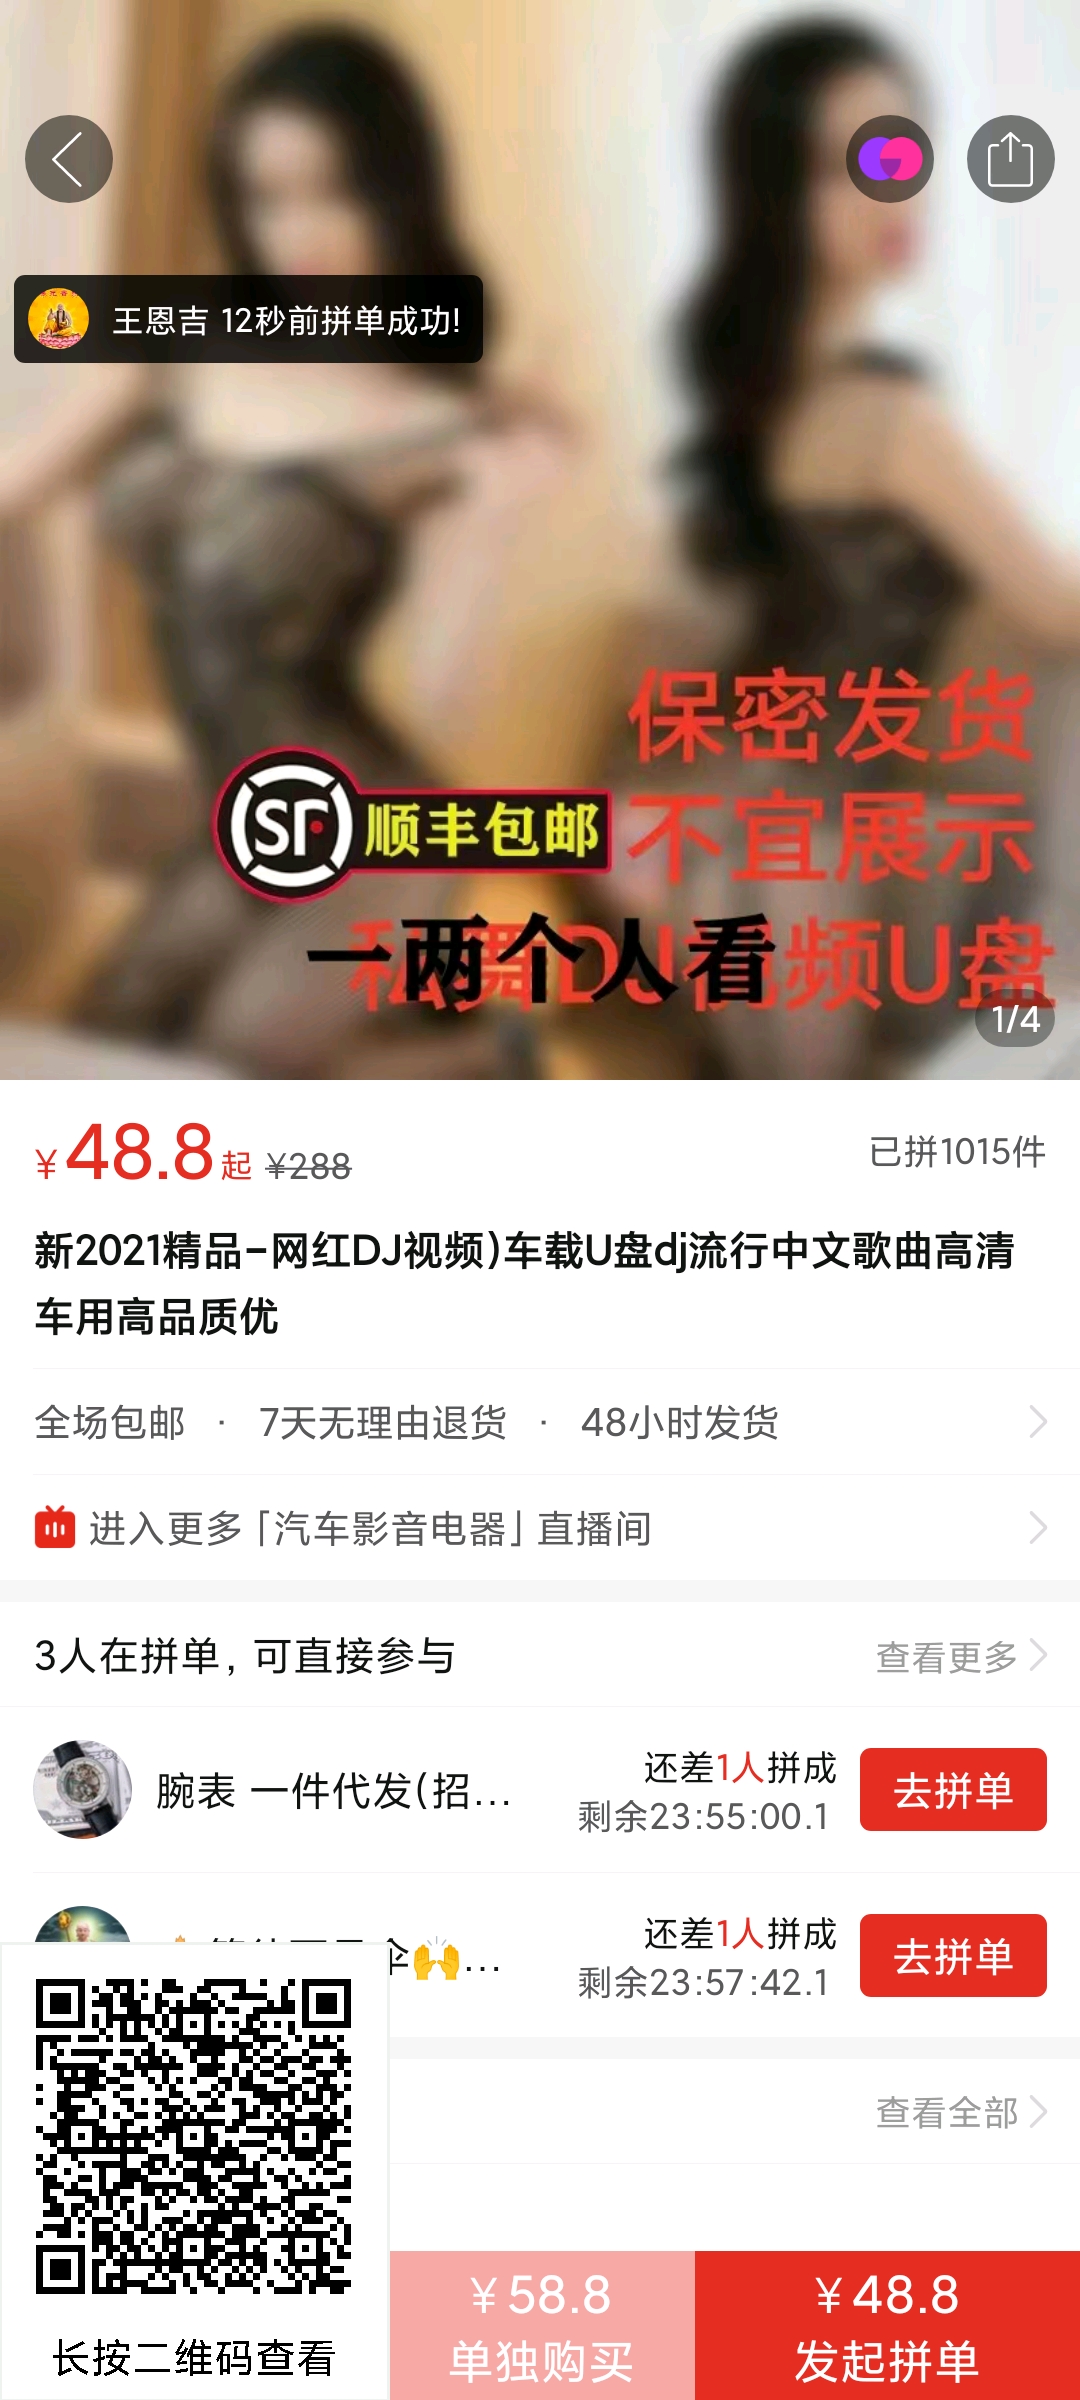 王恩吉 12秒前拼单成功!
保密发货
SF 顺丰包邮
不宜展示
私舞DJ视频U盘
一两个人看
1/4
¥48.8起 ¥288
已拼1015件
新2021精品-网红DJ视频)车载U盘dj流行中文歌曲高清
车用高品质优
全场包邮 · 7天无理由退货 · 48小时发货
进入更多「汽车影音电器」直播间
3人在拼单，可直接参与
查看更多
腕表 一件代发(招...
还差1人拼成
剩余23:55:00.1
去拼单
伞🙌...
还差1人拼成
剩余23:57:42.1
去拼单
查看全部
长按二维码查看
¥58.8
单独购买
¥48.8
发起拼单